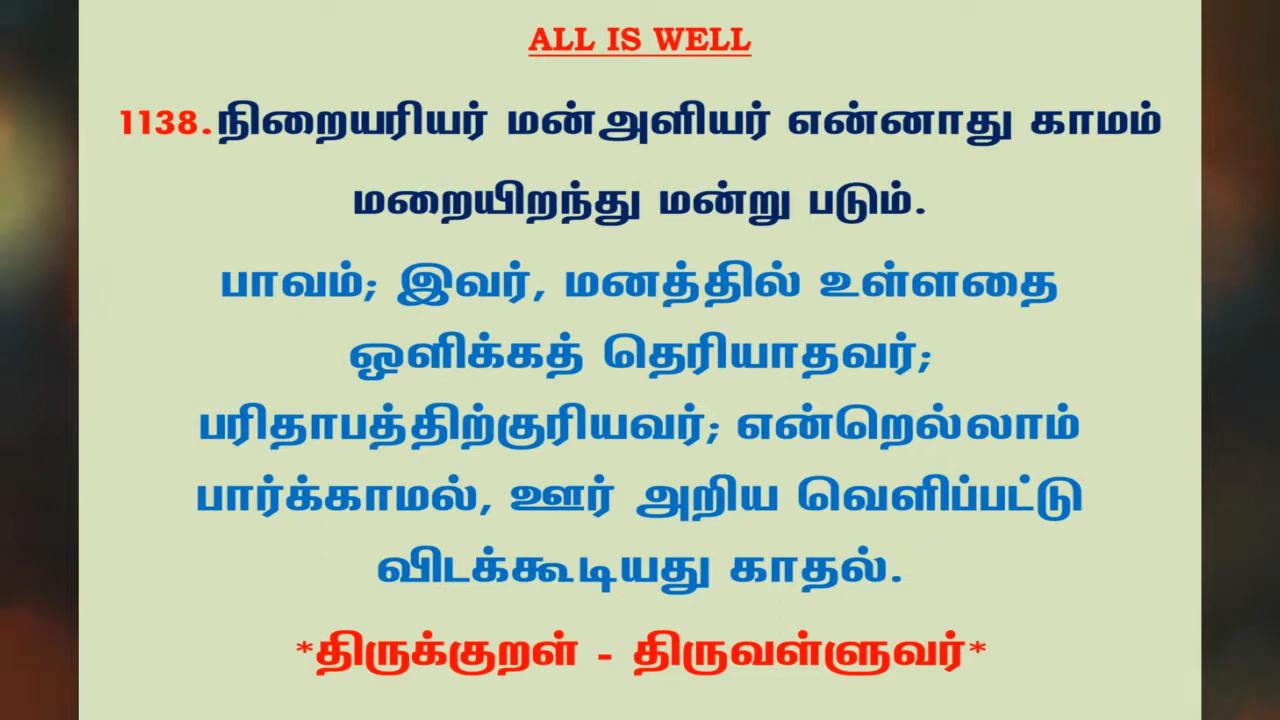 ALL IS WELL
1138.நிறையரியர் மன்அளியர் என்னாது காமம்
மறையிறந்து மன்று படும்.
பாவம்; இவர், மனத்தில் உள்ளதை
ஒளிக்கத் தெரியாதவர்;
பரிதாபத்திற்குரியவர்; என்றெல்லாம்
பார்க்காமல், ஊர் அறிய வெளிப்பட்டு
விடக்கூடியது காதல்.
*திருக்குறள் - திருவள்ளுவர்*